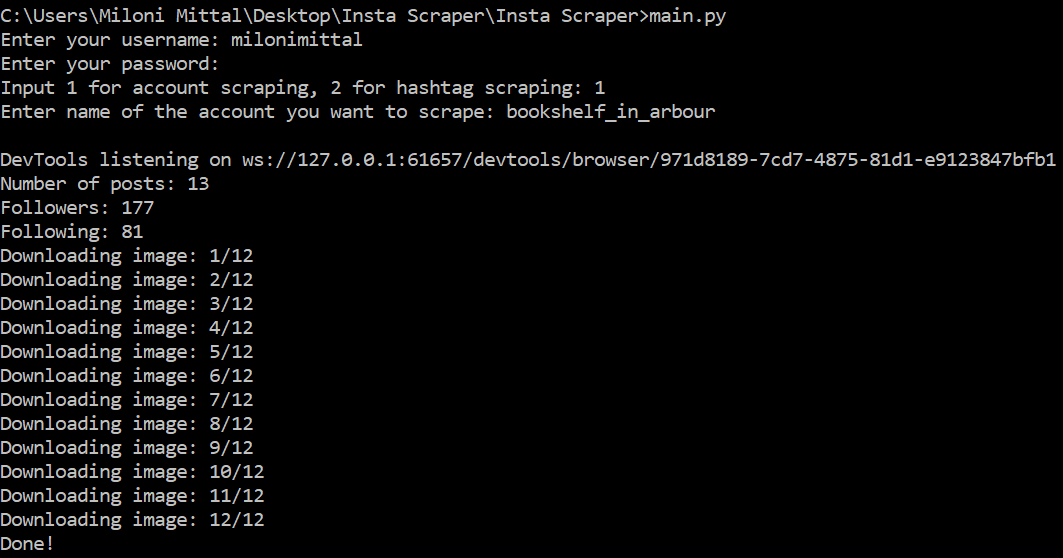 C:\Users\Miloni Mittal\Desktop\Insta Scraper\Insta Scraper>main.py
Enter your username: milonimittal
Enter your password:
Input 1 for account scraping, 2 for hashtag scraping: 1
Enter name of the account you want to scrape: bookshelf_in_arbour
DevTools listening on ws://127.0.0.1:61657/devtools/browser/971d8189-7cd7-4875-81d1-e9123847bfb1
Number of posts: 13
Followers: 177
Following: 81
Downloading image: 1/12
Downloading image: 2/12
Downloading image: 3/12
Downloading image: 4/12
Downloading image: 5/12
Downloading image: 6/12
Downloading image: 7/12
Downloading image: 8/12
Downloading image: 9/12
Downloading image: 10/12
Downloading image: 11/12
Downloading image: 12/12
Done!